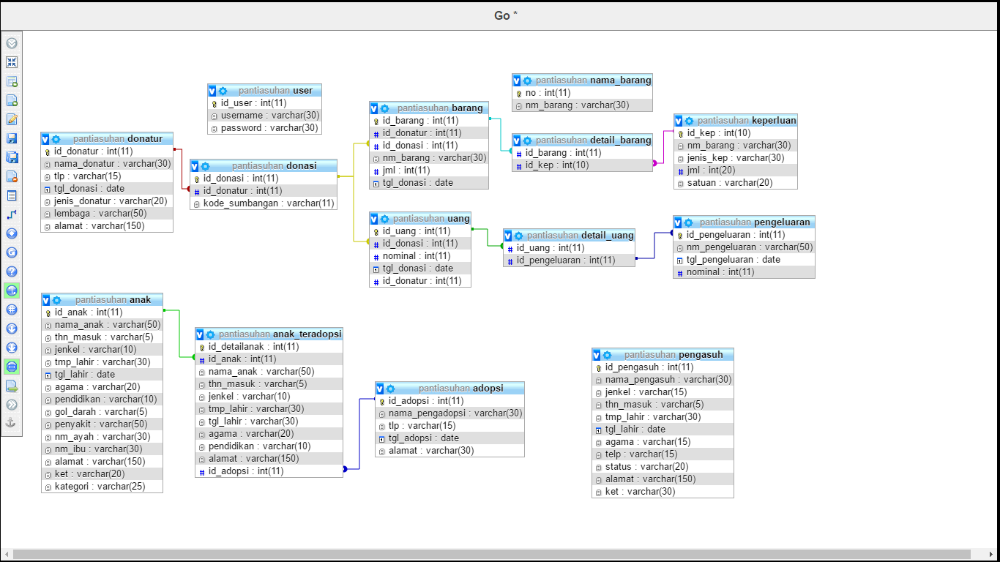 Go *
pantiasuhan user
id_user : int(11)
username : varchar(30)
password : varchar(30)
pantiasuhan donatur
id_donatur : int(11)
nama_donatur : varchar(30)
tlp : varchar(15)
tgl_donasi : date
jenis_donatur : varchar(20)
lembaga : varchar(50)
alamat : varchar(150)
pantiasuhan donasi
id_donasi : int(11)
id_donatur : int(11)
kode_sumbangan : varchar(11)
pantiasuhan barang
id_barang : int(11)
id_donatur : int(11)
id_donasi : int(11)
nm_barang : varchar(30)
jml : int(11)
tgl_donasi : date
pantiasuhan nama_barang
no : int(11)
nm_barang : varchar(30)
pantiasuhan detail_barang
id_barang : int(11)
id_kep : int(10)
pantiasuhan keperluan
id_kep : int(10)
nm_barang : varchar(30)
jenis_kep : varchar(30)
jml : int(20)
satuan : varchar(20)
pantiasuhan uang
id_uang : int(11)
id_donasi : int(11)
nominal : int(11)
tgl_donasi : date
id_donatur : int(11)
pantiasuhan detail_uang
id_uang : int(11)
id_pengeluaran : int(11)
pantiasuhan pengeluaran
id_pengeluaran : int(11)
nm_pengeluaran : varchar(50)
tgl_pengeluaran : date
nominal : int(11)
pantiasuhan anak
id_anak : int(11)
nama_anak : varchar(50)
thn_masuk : varchar(5)
jenkel : varchar(10)
tmp_lahir : varchar(30)
tgl_lahir : date
agama : varchar(20)
pendidikan : varchar(10)
gol_darah : varchar(5)
penyakit : varchar(50)
nm_ayah : varchar(30)
nm_ibu : varchar(30)
alamat : varchar(150)
ket : varchar(20)
kategori : varchar(25)
pantiasuhan anak_teradopsi
id_detailanak : int(11)
id_anak : int(11)
nama_anak : varchar(50)
thn_masuk : varchar(5)
jenkel : varchar(10)
tmp_lahir : varchar(30)
tgl_lahir : varchar(30)
agama : varchar(20)
pendidikan : varchar(10)
alamat : varchar(150)
id_adopsi : int(11)
pantiasuhan adopsi
id_adopsi : int(11)
nama_pengadopsi : varchar(30)
tlp : varchar(15)
tgl_adopsi : date
alamat : varchar(30)
pantiasuhan pengasuh
id_pengasuh : int(11)
nama_pengasuh : varchar(30)
jenkel : varchar(15)
thn_masuk : varchar(5)
tmp_lahir : varchar(30)
tgl_lahir : date
agama : varchar(15)
telp : varchar(15)
status : varchar(20)
alamat : varchar(150)
ket : varchar(30)